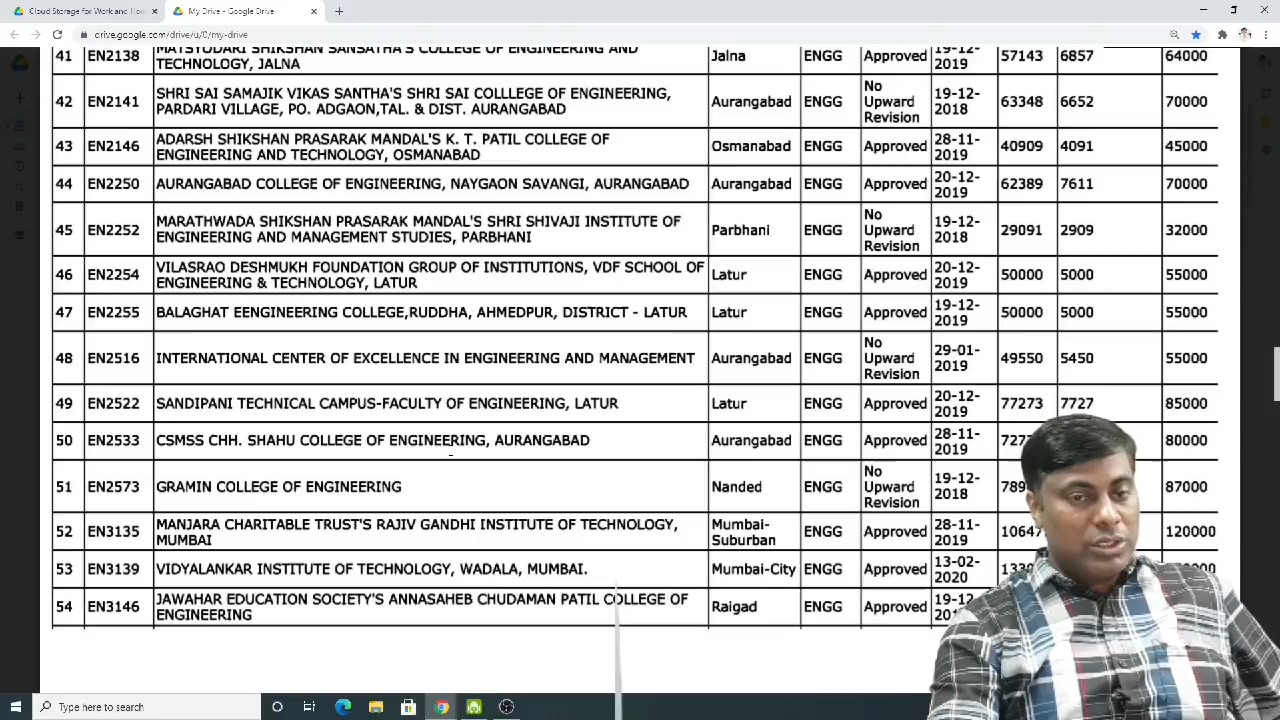 Cloud Storage for Work and Hom
My Drive - Google Drive
drive.google.com/drive/u/0/my-drive
41 EN2138 MATSYODARI SHIKSHAN SANSATHA'S COLLEGE OF ENGINEERING AND TECHNOLOGY, JALNA Jalna ENGG Approved 19-12-2019 57143 6857 64000
42 EN2141 SHRI SAI SAMAJIK VIKAS SANTHA'S SHRI SAI COLLLEGE OF ENGINEERING, PARDARI VILLAGE, PO. ADGAON,TAL. & DIST. AURANGABAD Aurangabad ENGG No Upward Revision 19-12-2018 63348 6652 70000
43 EN2146 ADARSH SHIKSHAN PRASARAK MANDAL'S K. T. PATIL COLLEGE OF ENGINEERING AND TECHNOLOGY, OSMANABAD Osmanabad ENGG Approved 28-11-2019 40909 4091 45000
44 EN2250 AURANGABAD COLLEGE OF ENGINEERING, NAYGAON SAVANGI, AURANGABAD Aurangabad ENGG Approved 20-12-2019 62389 7611 70000
45 EN2252 MARATHWADA SHIKSHAN PRASARAK MANDAL'S SHRI SHIVAJI INSTITUTE OF ENGINEERING AND MANAGEMENT STUDIES, PARBHANI Parbhani ENGG No Upward Revision 19-12-2018 29091 2909 32000
46 EN2254 VILASRAO DESHMUKH FOUNDATION GROUP OF INSTITUTIONS, VDF SCHOOL OF ENGINEERING & TECHNOLOGY, LATUR Latur ENGG Approved 20-12-2019 50000 5000 55000
47 EN2255 BALAGHAT EENGINEERING COLLEGE,RUDDHA, AHMEDPUR, DISTRICT - LATUR Latur ENGG Approved 19-12-2019 50000 5000 55000
48 EN2516 INTERNATIONAL CENTER OF EXCELLENCE IN ENGINEERING AND MANAGEMENT Aurangabad ENGG No Upward Revision 29-01-2019 49550 5450 55000
49 EN2522 SANDIPANI TECHNICAL CAMPUS-FACULTY OF ENGINEERING, LATUR Latur ENGG Approved 20-12-2019 77273 7727 85000
50 EN2533 CSMSS CHH. SHAHU COLLEGE OF ENGINEERING, AURANGABAD Aurangabad ENGG Approved 28-11-2019 80000
51 EN2573 GRAMIN COLLEGE OF ENGINEERING Nanded ENGG No Upward Revision 19-12-2018 87000
52 EN3135 MANJARA CHARITABLE TRUST'S RAJIV GANDHI INSTITUTE OF TECHNOLOGY, MUMBAI Mumbai-Suburban ENGG Approved 28-11-2019 120000
53 EN3139 VIDYALANKAR INSTITUTE OF TECHNOLOGY, WADALA, MUMBAI. Mumbai-City ENGG Approved 13-02-2020
54 EN3146 JAWAHAR EDUCATION SOCIETY'S ANNASAHEB CHUDAMAN PATIL COLLEGE OF ENGINEERING Raigad ENGG Approved
Type here to search